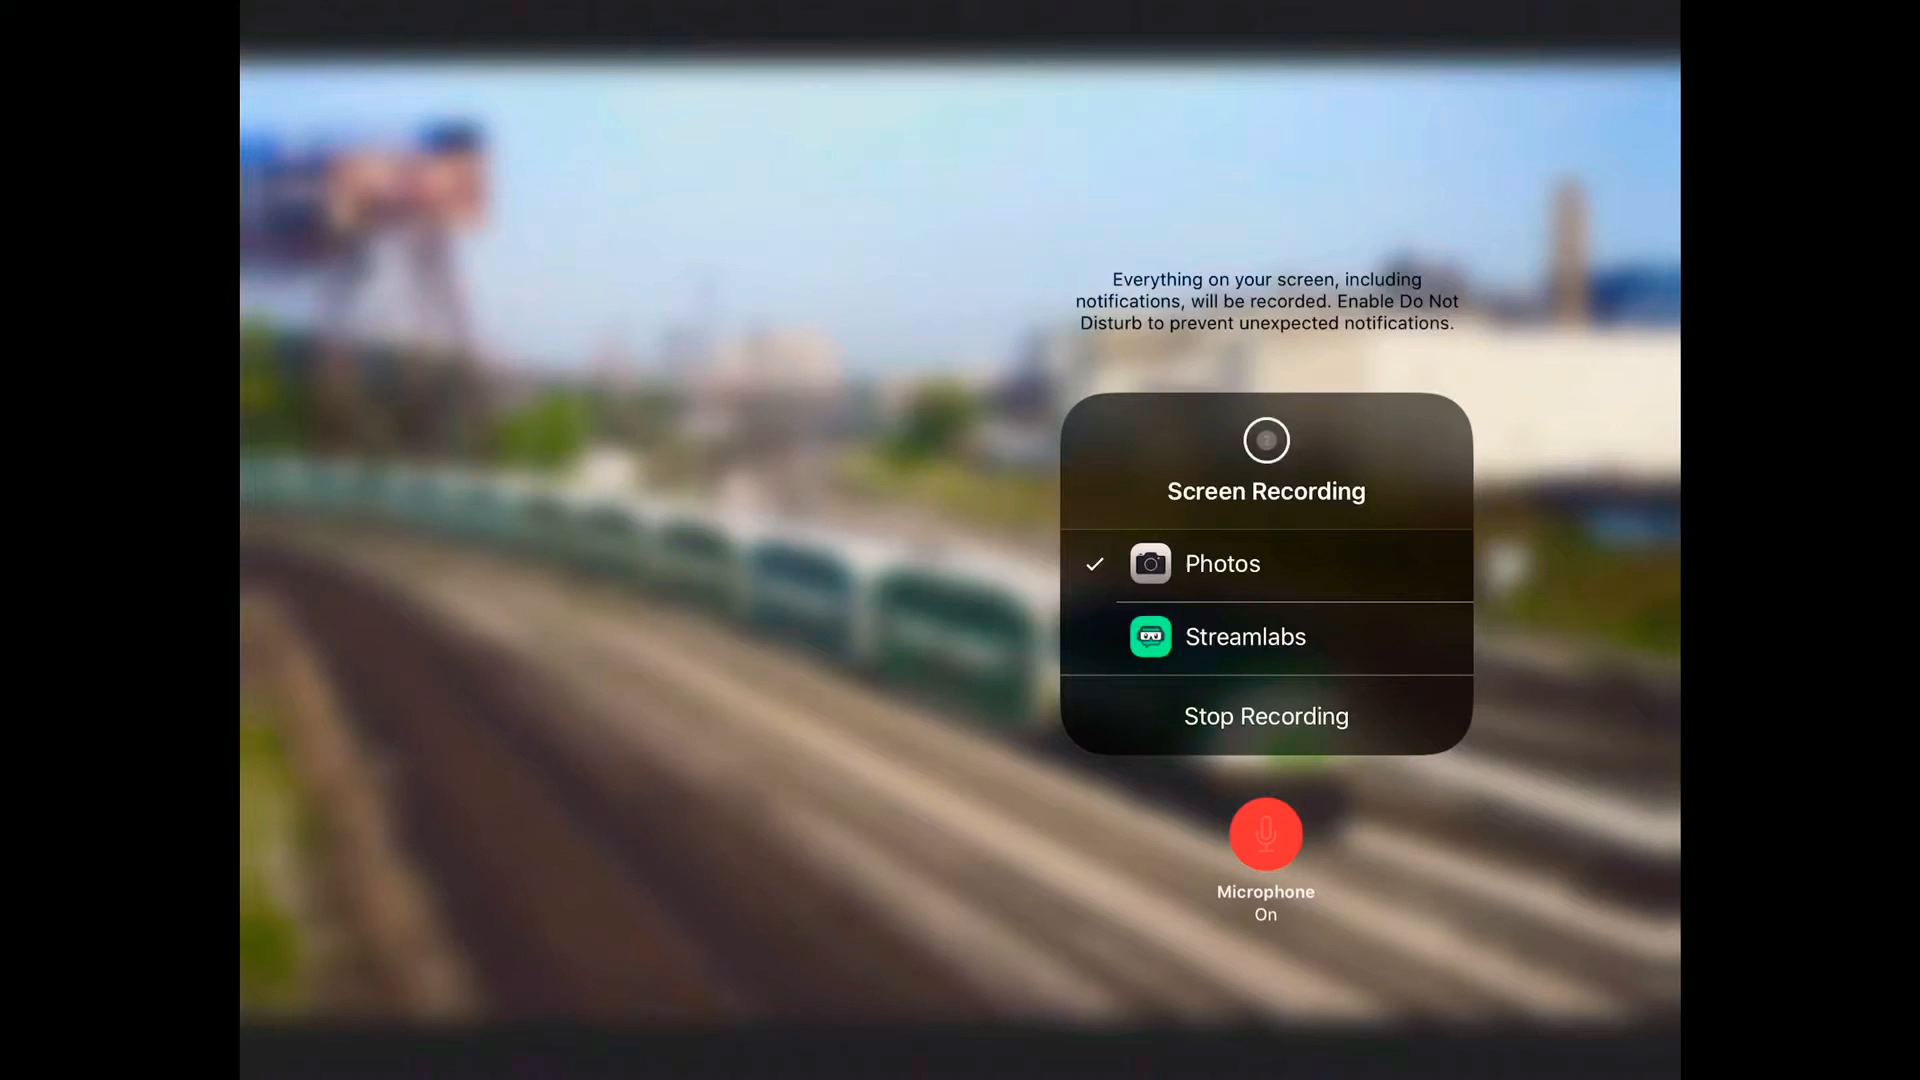 Everything on your screen, including
notifications, will be recorded. Enable Do Not
Disturb to prevent unexpected notifications.
Screen Recording
Photos
Streamlabs
Stop Recording
Microphone
On